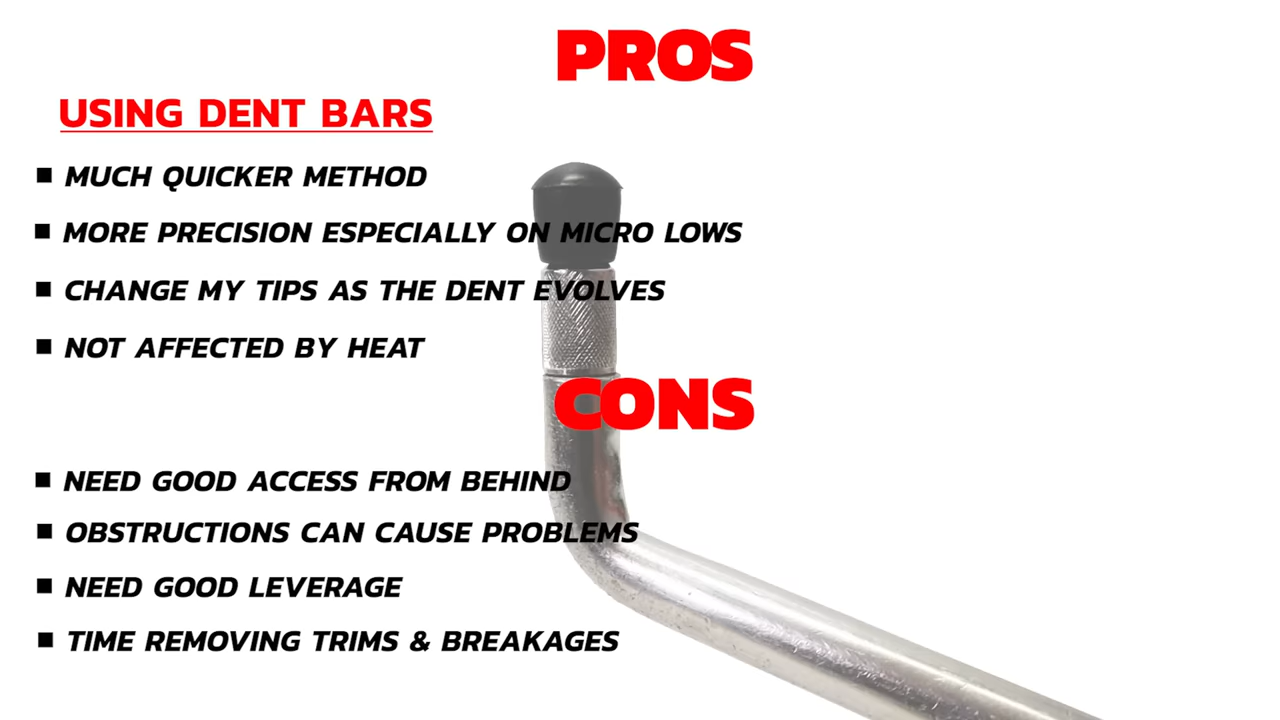 PROS
USING DENT BARS
▪ MUCH QUICKER METHOD
▪ MORE PRECISION ESPECIALLY ON MICRO LOWS
▪ CHANGE MY TIPS AS THE DENT EVOLVES
▪ NOT AFFECTED BY HEAT
CONS
▪ NEED GOOD ACCESS FROM BEHIND
▪ OBSTRUCTIONS CAN CAUSE PROBLEMS
▪ NEED GOOD LEVERAGE
▪ TIME REMOVING TRIMS & BREAKAGES